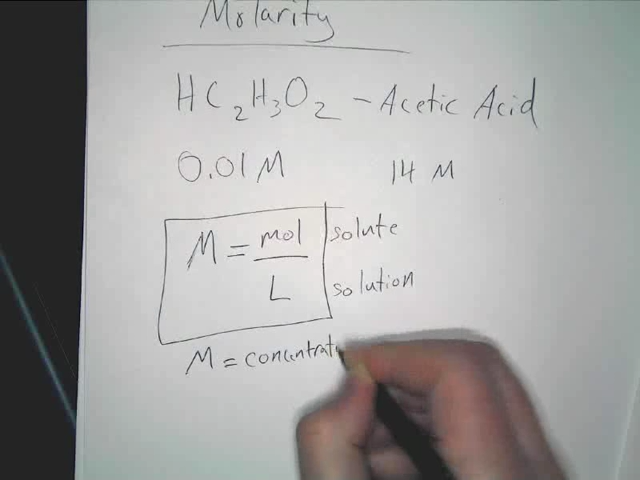 Molarity
HC2H3O2 - Acetic Acid
0.01 M 14 M
M = mol solute
L solution
M = concentrat